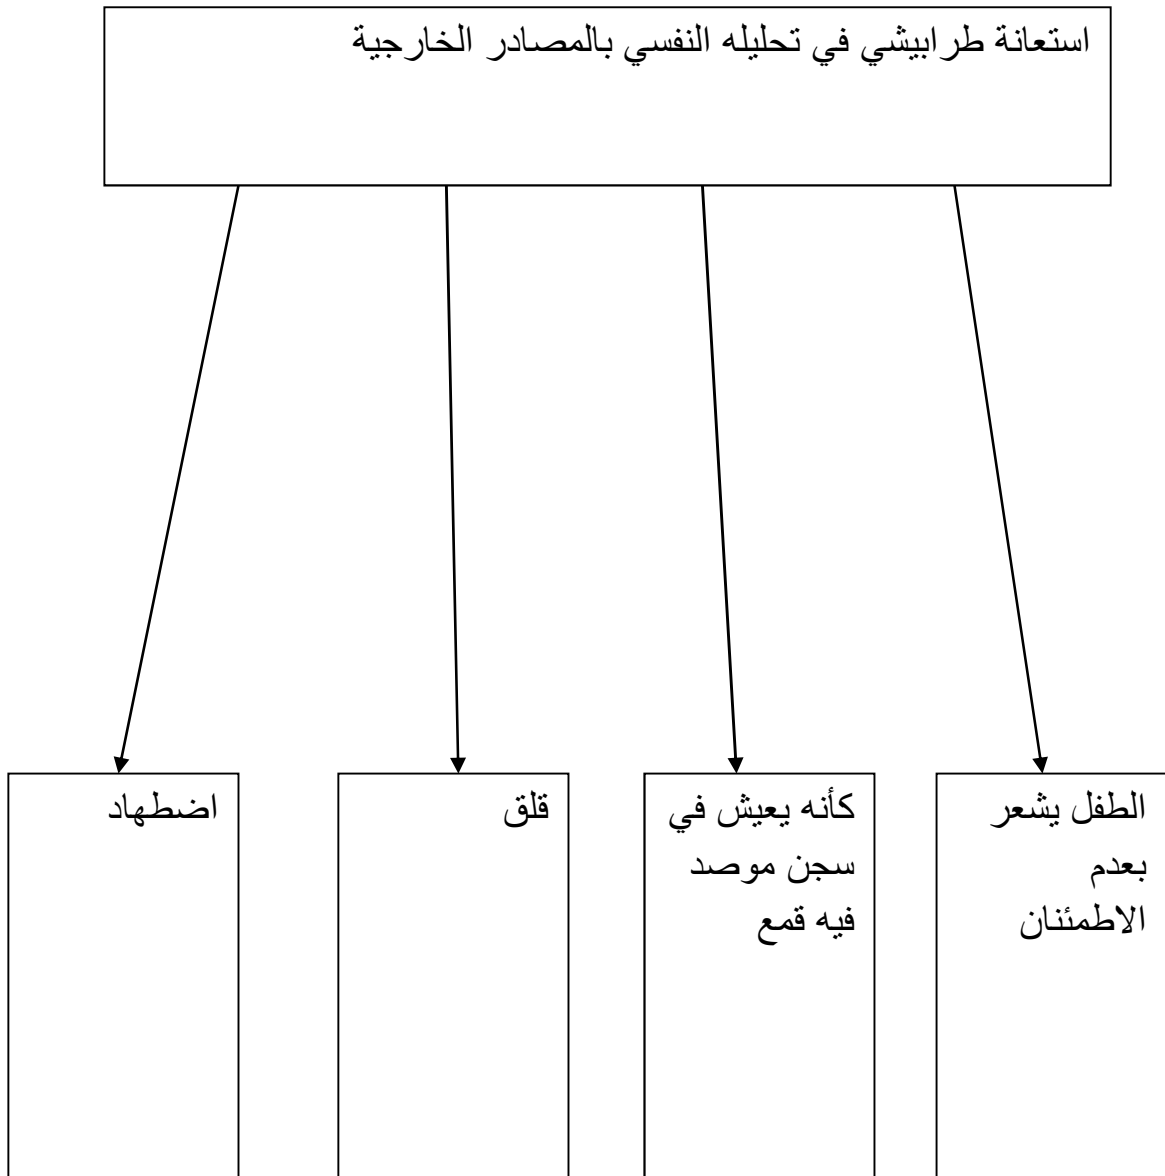 استعانة طرابيشي في تحليله النفسي بالمصادر الخارجية
الطفل يشعر
بعدم
الاطمئنان
كأنه يعيش في
سجن موصد
فيه قمع
قلق
اضطهاد